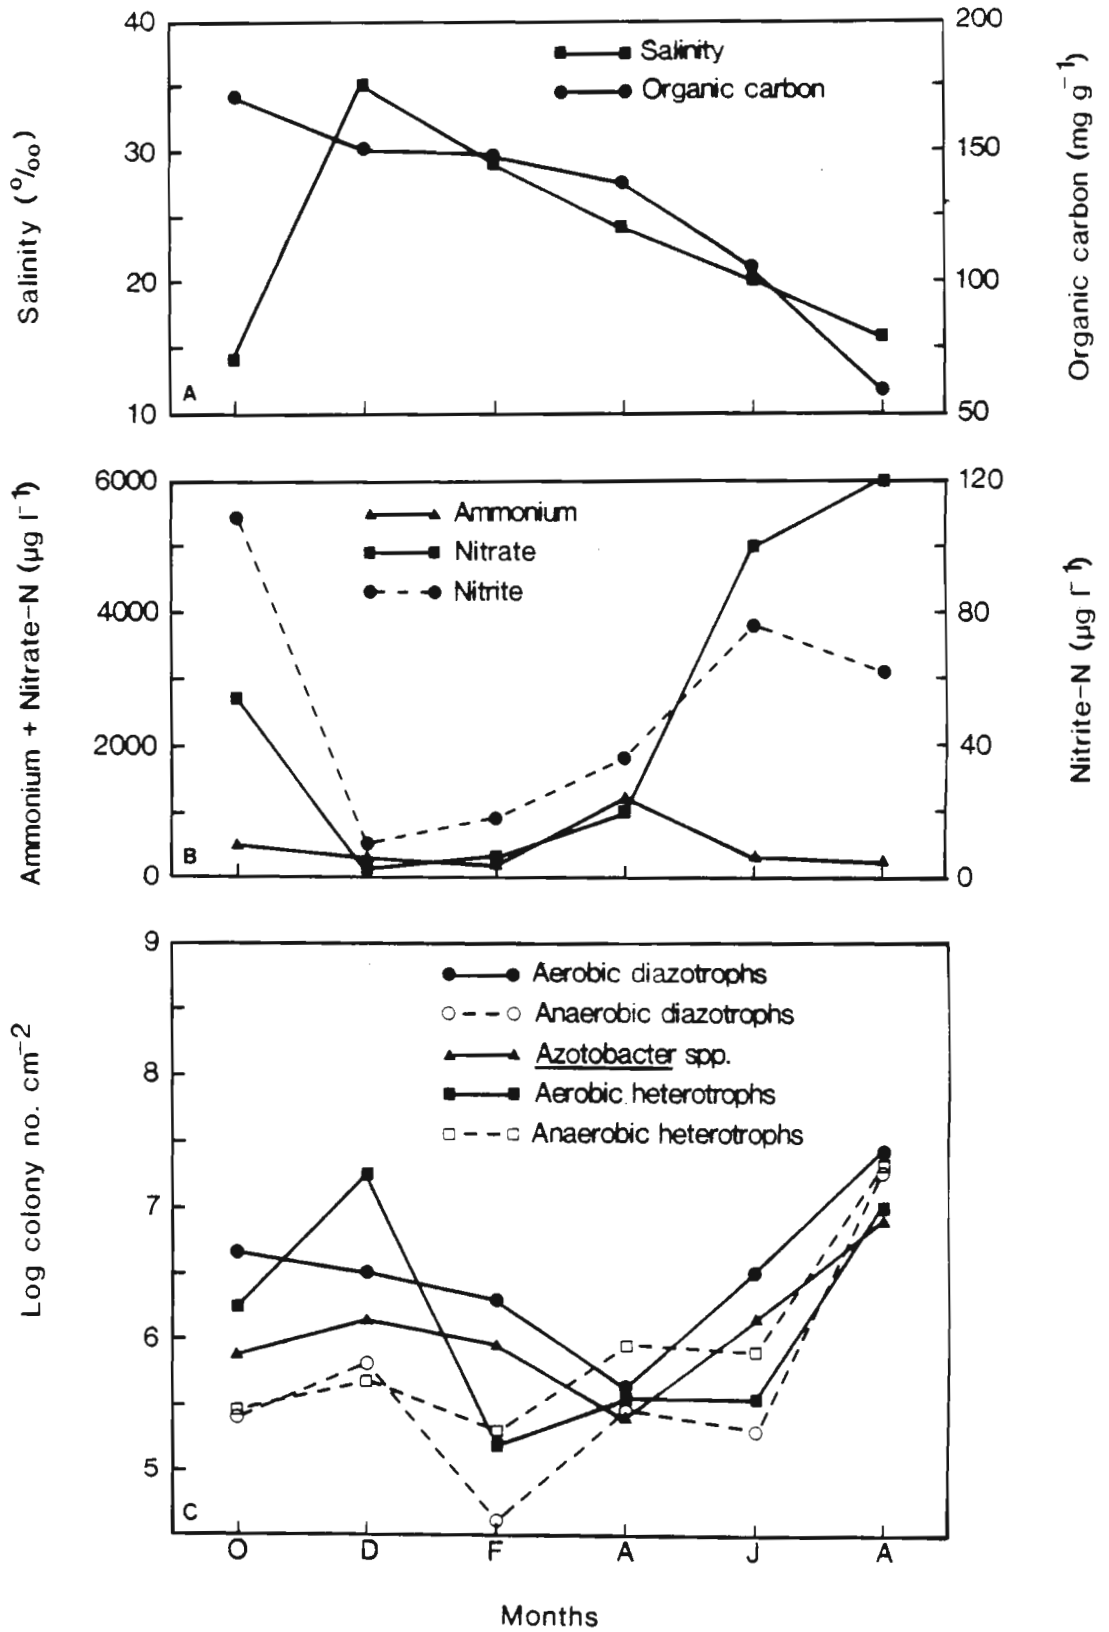 40
30
20
10
Salinity (º/oo)
200
150
100
50
Organic carbon (mg g⁻¹)
Salinity
Organic carbon
A
6000
4000
2000
0
Ammonium + Nitrate-N (µg l⁻¹)
120
80
40
0
Nitrite-N (µg l⁻¹)
Ammonium
Nitrate
Nitrite
B
9
8
7
6
5
Log colony no. cm⁻²
Aerobic diazotrophs
Anaerobic diazotrophs
Azotobacter spp.
Aerobic heterotrophs
Anaerobic heterotrophs
C
O D F A J A
Months